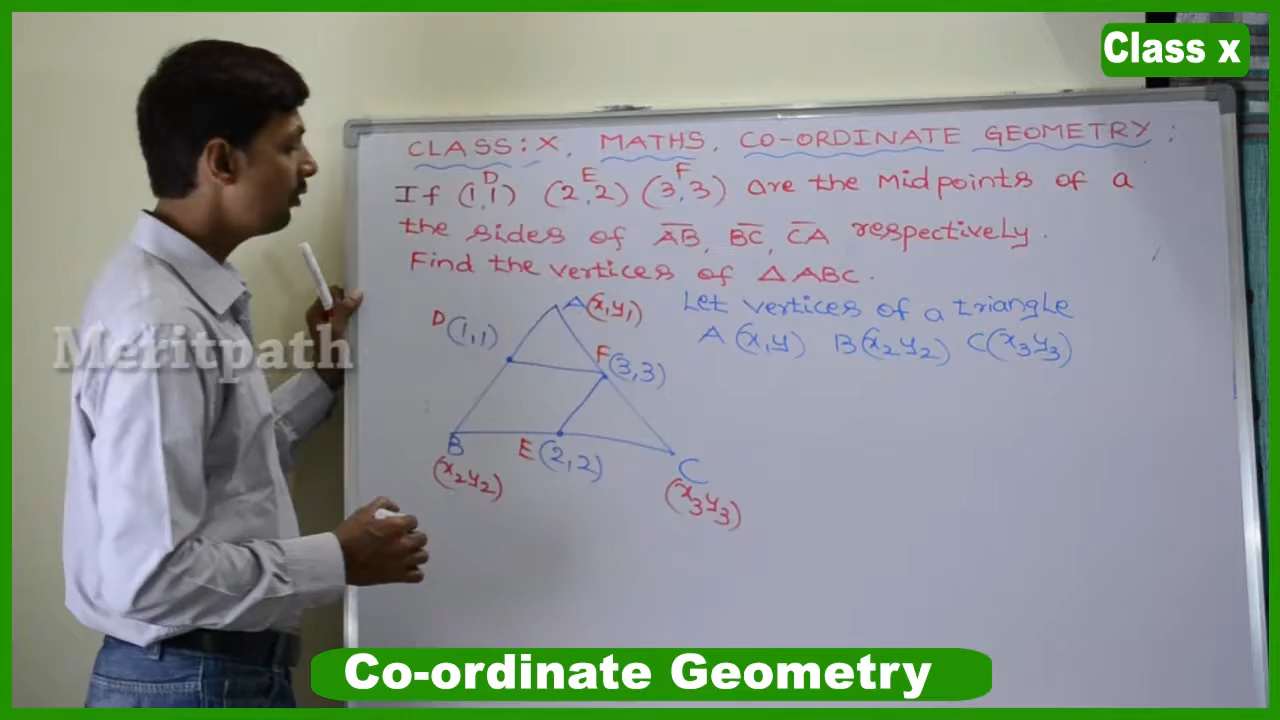 Class x
CLASS: X, MATHS, CO-ORDINATE GEOMETRY:
D E F
If (1,1) (2,2) (3,3) are the Midpoints of a
the sides of AB, BC, CA respectively.
Find the vertices of △ ABC.
A (x,y1) Let vertices of a triangle
D (1,1) A (x,y) B(x2y2) C(x3y3)
Meritpath
F (3,3)
B E (2,2) C
(x2y2) (x3y3)
Co-ordinate Geometry